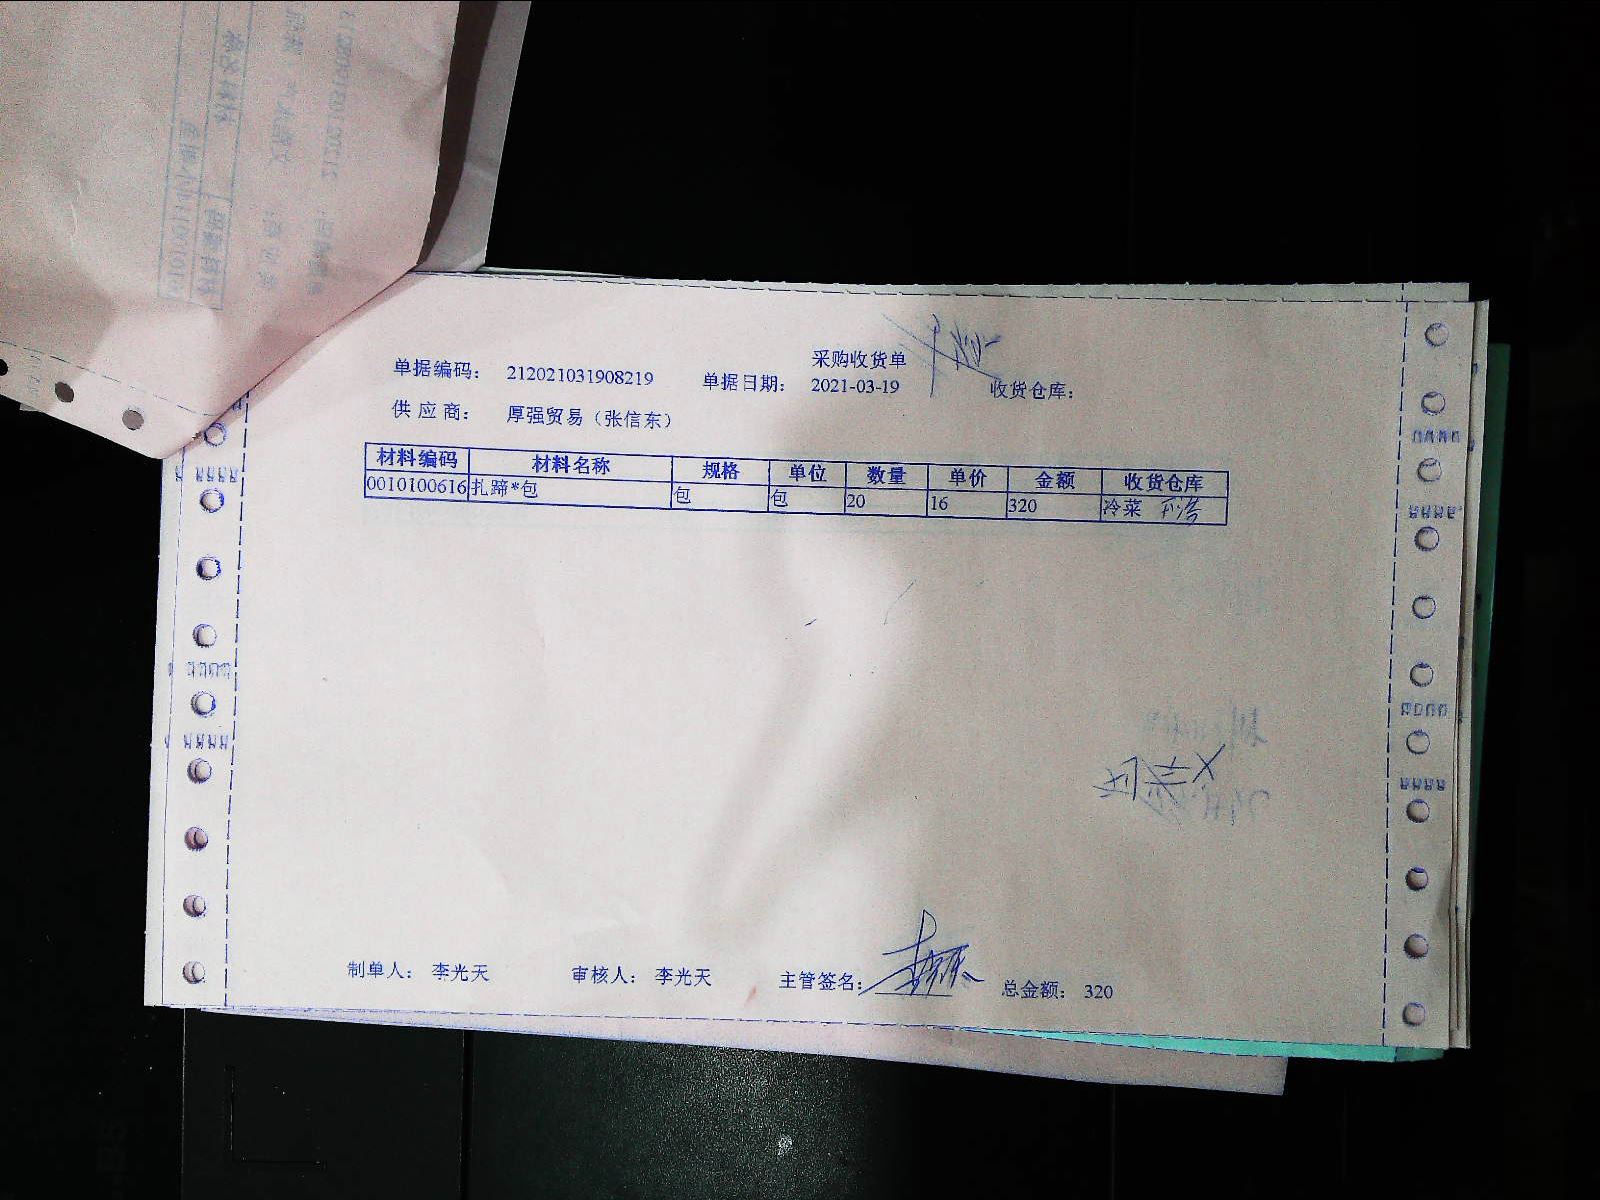 采购收货单
单据编码： 212021031908219 单据日期： 2021-03-19 收货仓库：
供 应 商： 厚强贸易（张信东）
材料编码 材料名称 规格 单位 数量 单价 金额 收货仓库
0010100616 扎蹄*包 包 包 20 16 320 冷菜
制单人： 李光天 审核人： 李光天 主管签名： 总金额： 320